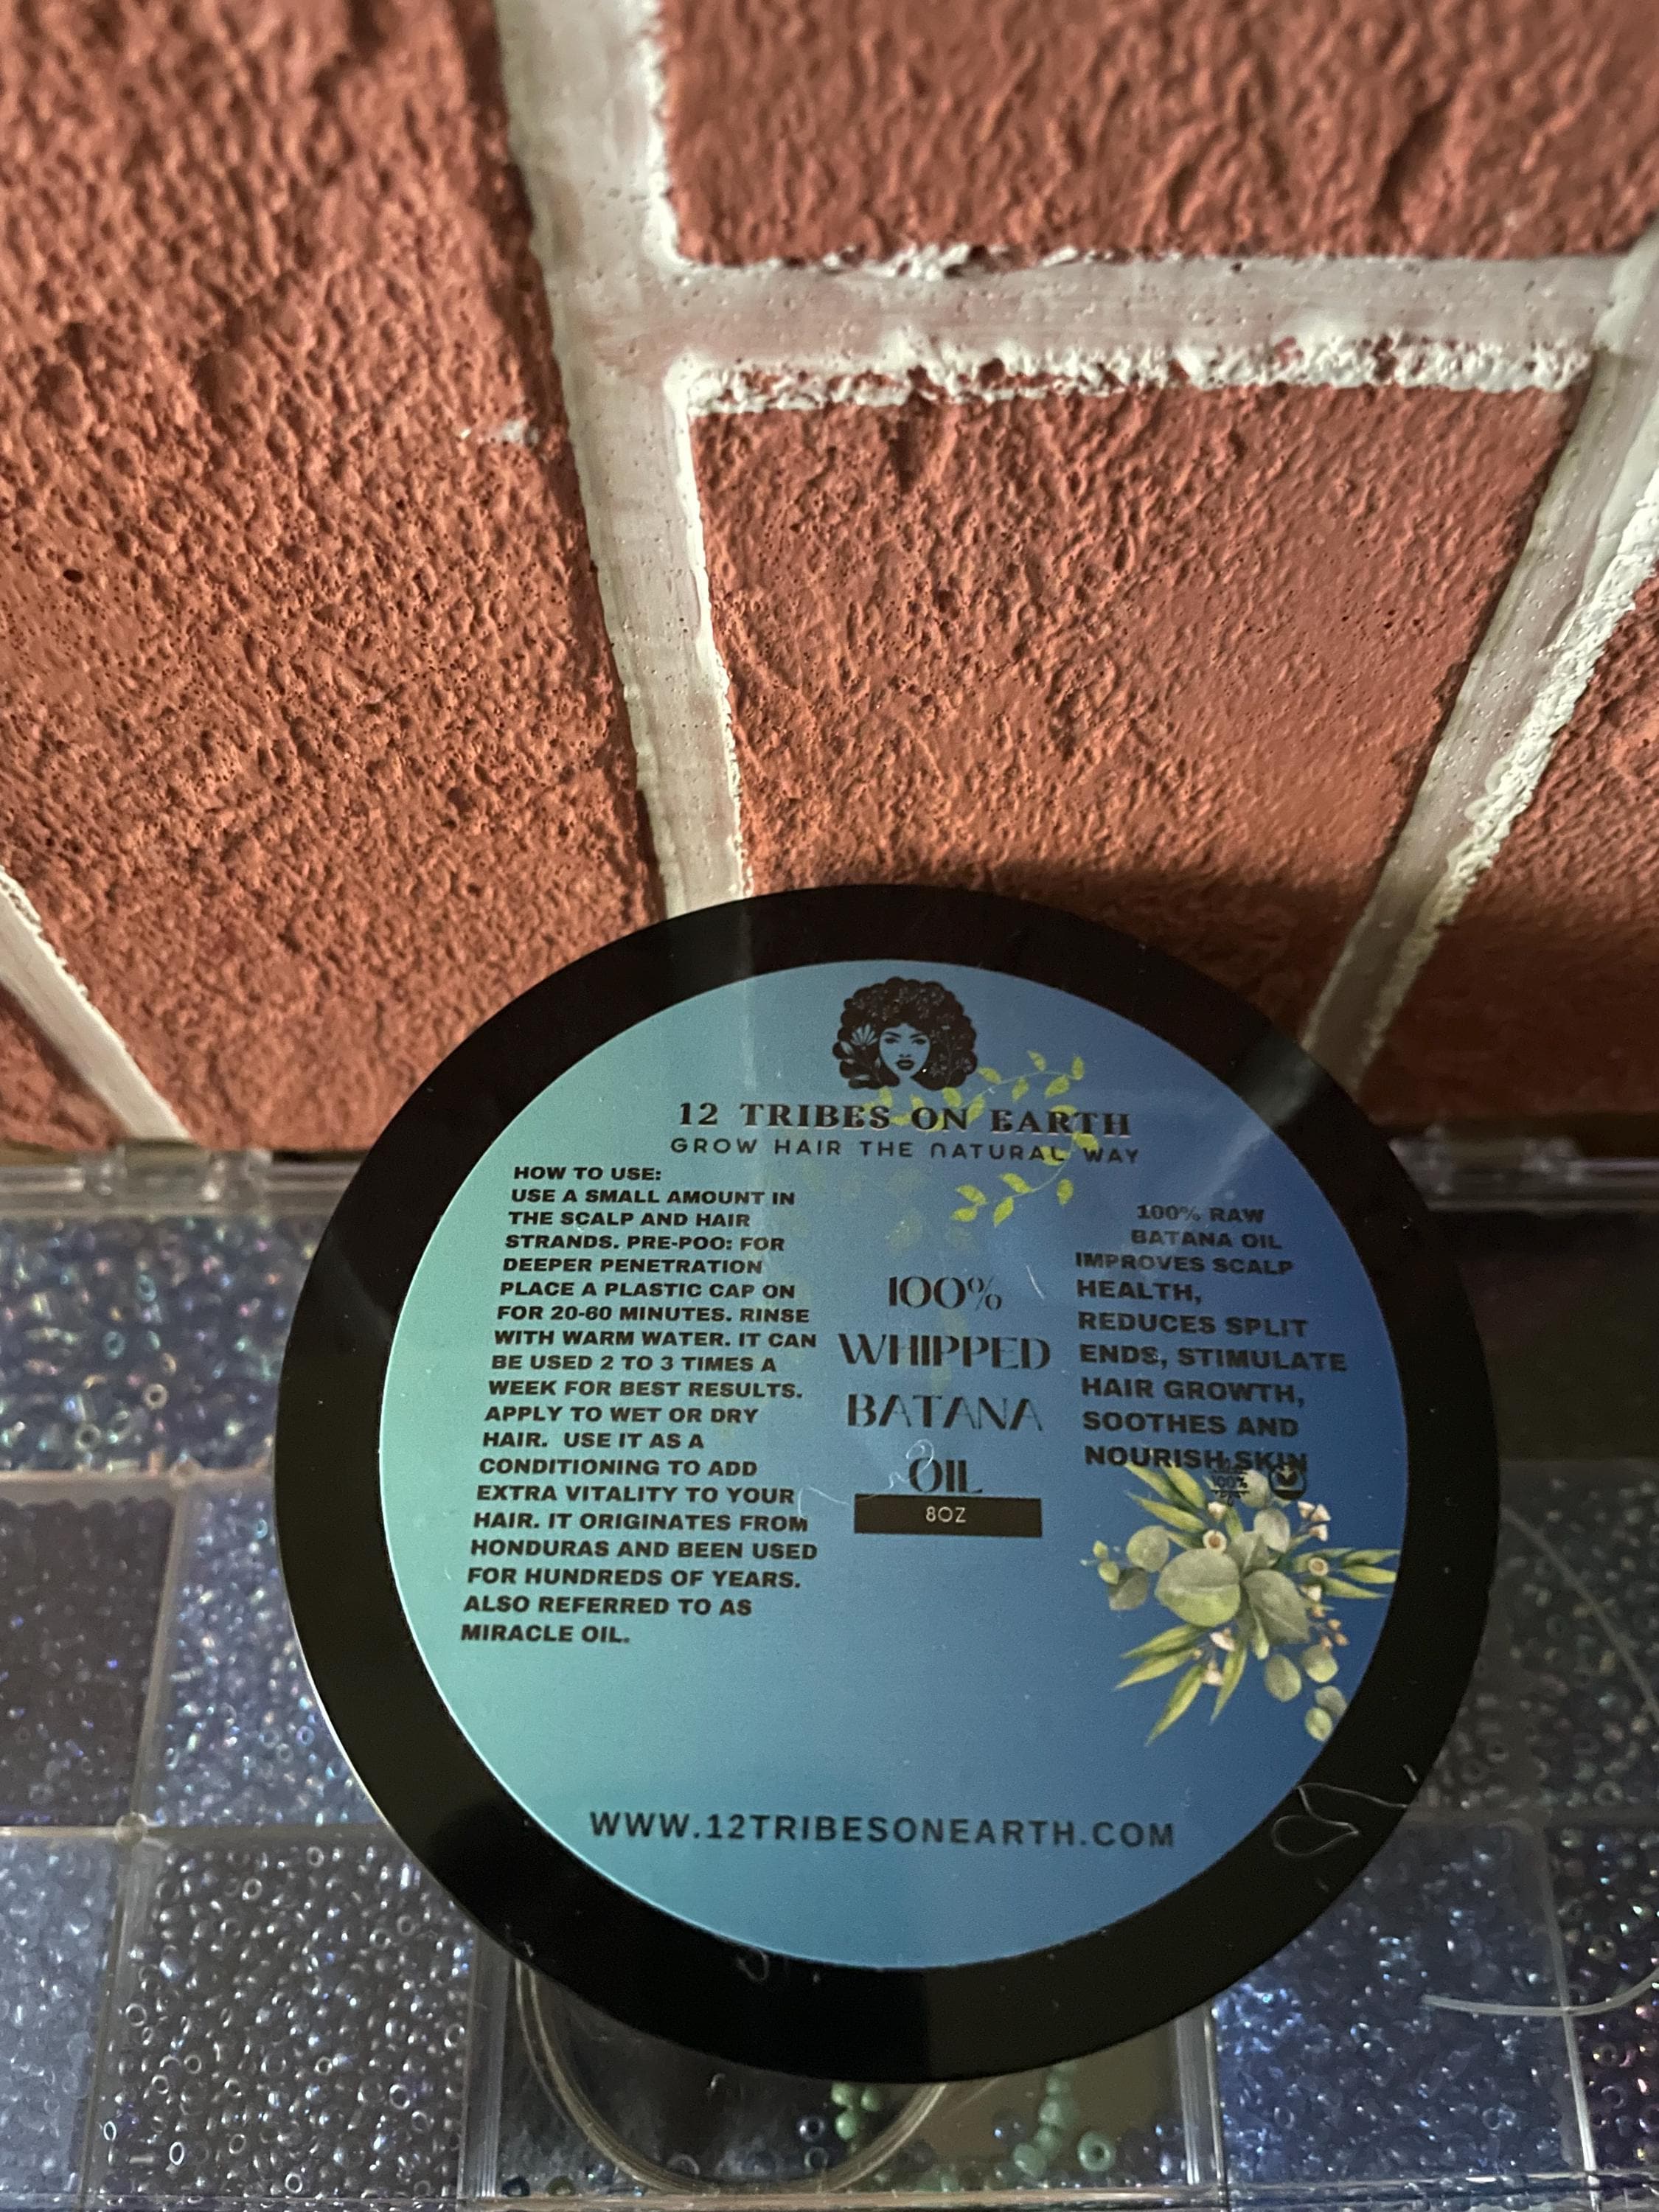 12 TRIBES ON EARTH
GROW HAIR THE NATURAL WAY
HOW TO USE:
USE A SMALL AMOUNT IN
THE SCALP AND HAIR
STRANDS. PRE-POO: FOR
DEEPER PENETRATION
PLACE A PLASTIC CAP ON
FOR 20-60 MINUTES. RINSE
WITH WARM WATER. IT CAN
BE USED 2 TO 3 TIMES A
WEEK FOR BEST RESULTS.
APPLY TO WET OR DRY
HAIR. USE IT AS A
CONDITIONING TO ADD
EXTRA VITALITY TO YOUR
HAIR. IT ORIGINATES FROM
HONDURAS AND BEEN USED
FOR HUNDREDS OF YEARS.
ALSO REFERRED TO AS
MIRACLE OIL.
100%
WHIPPED
BATANA
OIL
8OZ
100% RAW
BATANA OIL
IMPROVES SCALP
HEALTH,
REDUCES SPLIT
ENDS, STIMULATE
HAIR GROWTH,
SOOTHES AND
NOURISH SKIN
100%
WWW.12TRIBESONEARTH.COM